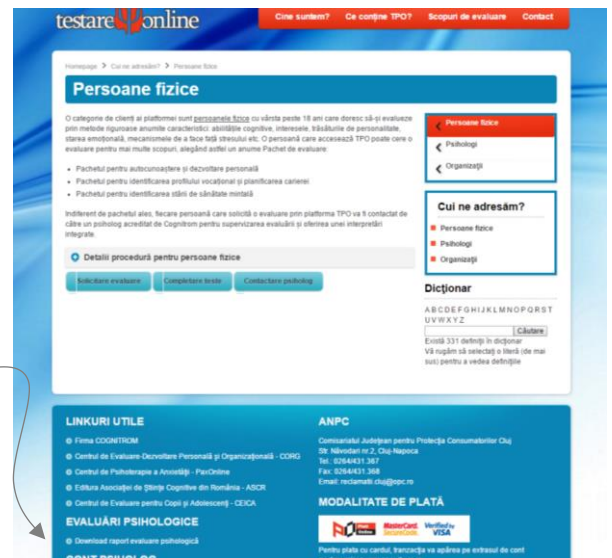 testare online
Cine suntem? Ce conține TPO? Scopuri de evaluare Contact
Homepage > Cui ne adresăm? > Persoane fizice
Persoane fizice
O categorie de clienți ai platformei sunt persoanele fizice cu vârsta peste 18 ani care doresc să-și evalueze
prin metode riguroase anumite caracteristici: abilitățile cognitive, interesele, trăsăturile de personalitate,
starea emoțională, mecanismele de a face față stresului etc. O persoană care accesează TPO poate cere o
evaluare pentru mai multe scopuri, alegând astfel un anume Pachet de evaluare:
Pachetul pentru autocunoaștere și dezvoltare personală
Pachetul pentru identificarea profilului vocațional și planificarea carierei
Pachetul pentru identificarea stării de sănătate mintală
Indiferent de pachetul ales, fiecare persoană care solicită o evaluare prin platforma TPO va fi contactat de
către un psiholog acreditat de Cognitrom pentru supervizarea evaluării și oferirea unei interpretări
integrate.
Detalii procedură pentru persoane fizice
Solicitare evaluare Completare teste Contactare psiholog
Persoane fizice
Psihologi
Organizații
Cui ne adresăm?
Persoane fizice
Psihologi
Organizații
Dicționar
A B C D E F G H I J K L M N O P Q R S T
U V W X Y Z
Căutare
Există 331 definiții în dicționar
Vă rugăm să selectați o literă (de mai
sus) pentru a vedea definițiile
LINKURI UTILE
Firma COGNITROM
Centrul de Evaluare-Dezvoltare Personală și Organizațională - CORG
Centrul de Psihoterapie a Anxietății - PaxOnline
Editura Asociației de Științe Cognitive din România - ASCR
Centrul de Evaluare pentru Copii și Adolescenți - CEICA
EVALUĂRI PSIHOLOGICE
Download raport evaluare psihologică
CONT PSIHOLOG
ANPC
Comisariatul Județean pentru Protecția Consumatorilor Cluj
Str. Năvodari nr.2, Cluj-Napoca
Tel.: 0264/431.367
Fax: 0264/431.368
Email: reclamatii.cluj@opc.ro
MODALITATE DE PLATĂ
MasterCard. SecureCode.
Verified by VISA
Pentru plata cu cardul, tranzacția va apărea pe extrasul de cont